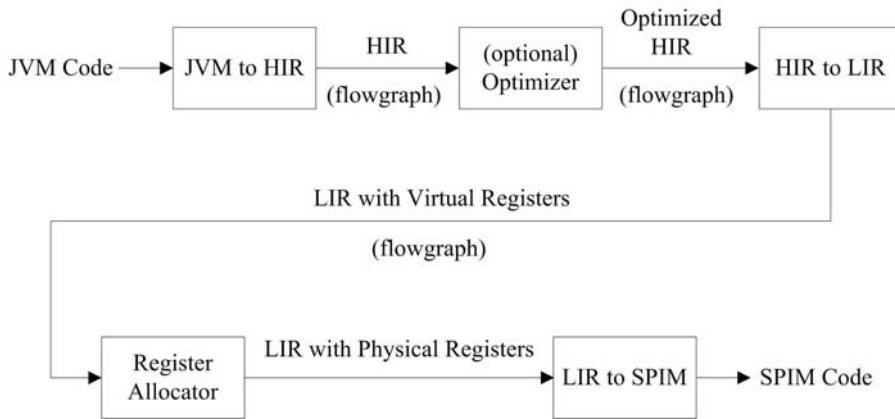 JVM Code
JVM to HIR
HIR
(flowgraph)
(optional)
Optimizer
Optimized
HIR
(flowgraph)
HIR to LIR
LIR with Virtual Registers
(flowgraph)
Register
Allocator
LIR with Physical Registers
LIR to SPIM
SPIM Code